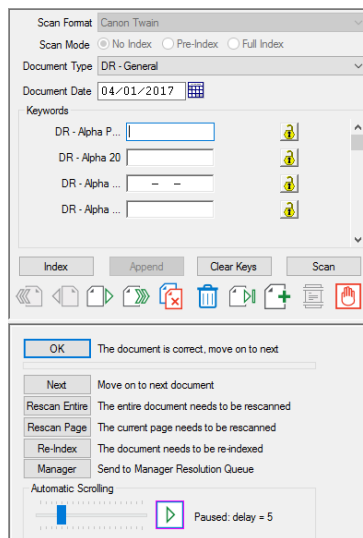 Scan Format Canon Twain
Scan Mode No Index Pre-Index Full Index
Document Type DR - General
Document Date 04/01/2017
Keywords
DR - Alpha P...
DR - Alpha 20
DR - Alpha ... – –
DR - Alpha ...
Index Append Clear Keys Scan
OK The document is correct, move on to next
Next Move on to next document
Rescan Entire The entire document needs to be rescanned
Rescan Page The current page needs to be rescanned
Re-Index The document needs to be re-indexed
Manager Send to Manager Resolution Queue
Automatic Scrolling
Paused: delay = 5